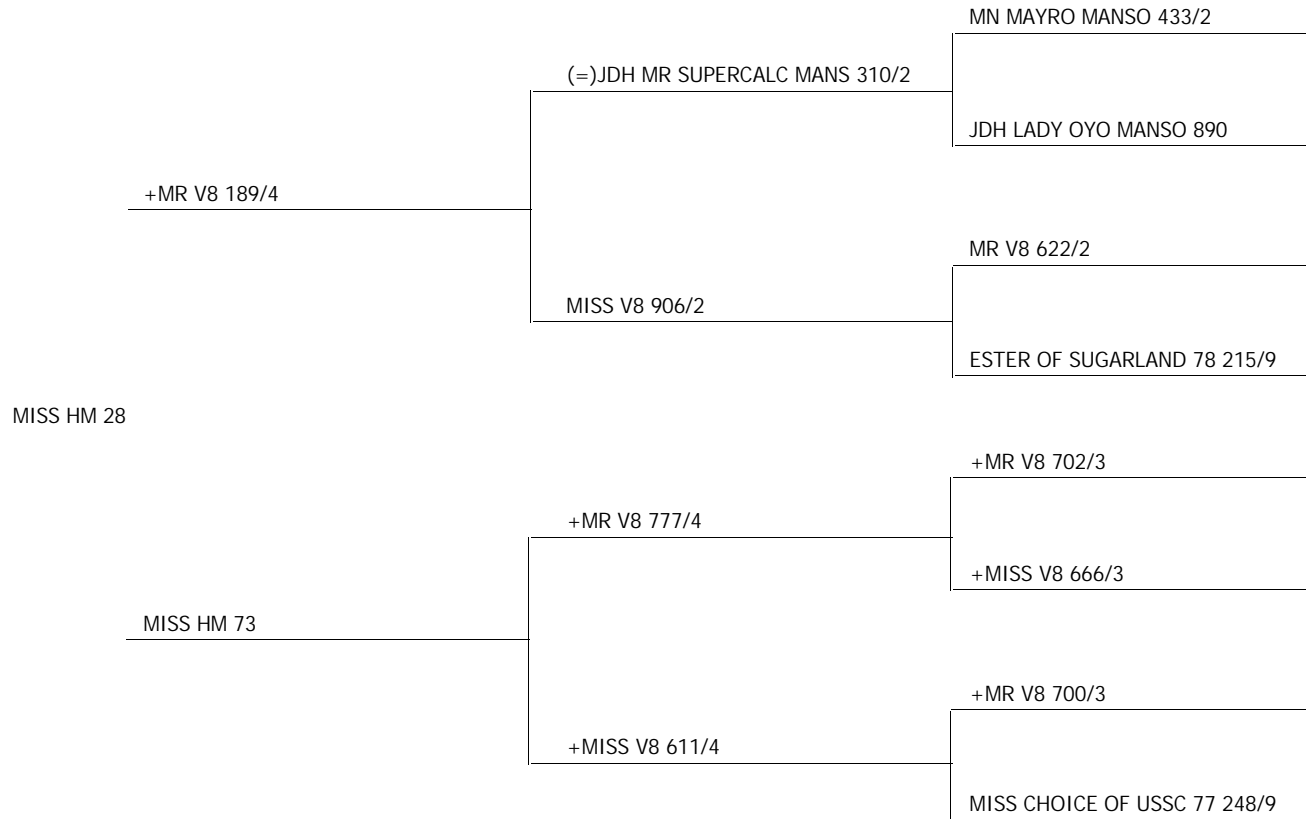 MN MAYRO MANSO 433/2
(=)JDH MR SUPERCALC MANS 310/2
JDH LADY OYO MANSO 890
+MR V8 189/4
MR V8 622/2
MISS V8 906/2
ESTER OF SUGARLAND 78 215/9
MISS HM 28
+MR V8 702/3
+MR V8 777/4
+MISS V8 666/3
MISS HM 73
+MR V8 700/3
+MISS V8 611/4
MISS CHOICE OF USSC 77 248/9